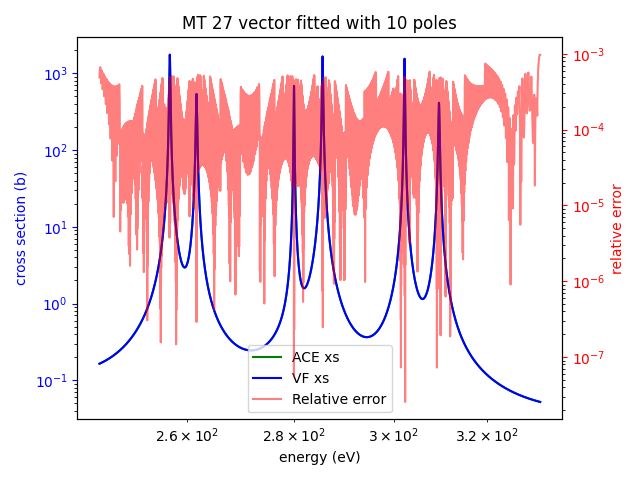 MT 27 vector fitted with 10 poles
cross section (b)
10³
10²
10¹
10⁰
10⁻¹
10⁻³
10⁻⁴
10⁻⁵
10⁻⁶
10⁻⁷
relative error
ACE xs
VF xs
Relative error
2.6 × 10² 2.8 × 10² 3 × 10² 3.2 × 10²
energy (eV)